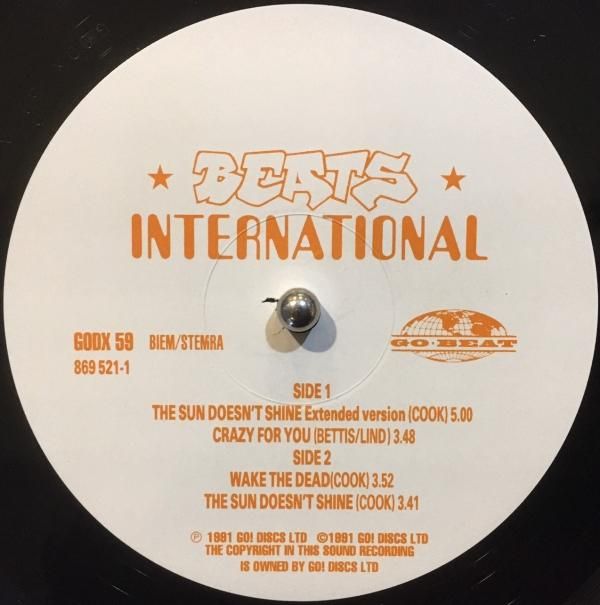 ★ BEATS ★
INTERNATIONAL
GODX 59 BIEM/STEMRA
869 521-1
GO·BEAT
SIDE 1
THE SUN DOESN'T SHINE Extended version (COOK) 5.00
CRAZY FOR YOU (BETTIS/LIND) 3.48
SIDE 2
WAKE THE DEAD(COOK) 3.52
THE SUN DOESN'T SHINE (COOK) 3.41
℗ 1991 GO! DISCS LTD ©1991 GO! DISCS LTD
THE COPYRIGHT IN THIS SOUND RECORDING
IS OWNED BY GO! DISCS LTD